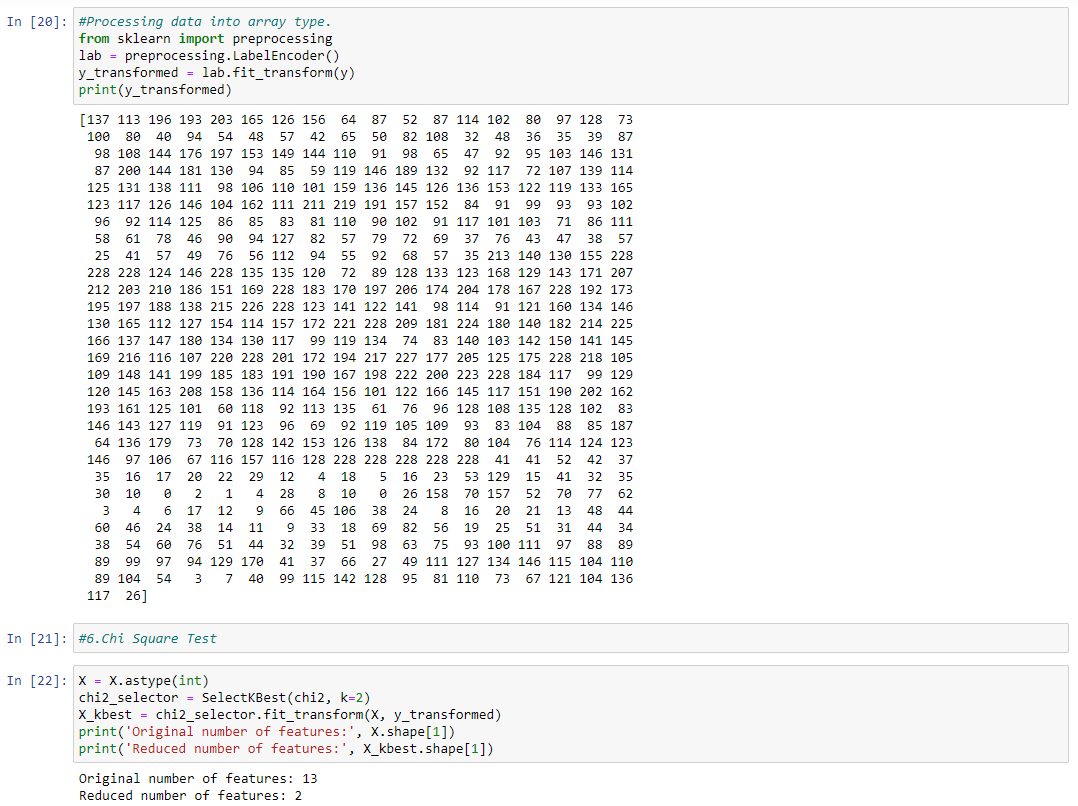 In [20]: #Processing data into array type.
from sklearn import preprocessing
lab = preprocessing.LabelEncoder()
y_transformed = lab.fit_transform(y)
print(y_transformed)
[137 113 196 193 203 165 126 156  64  87  52  87 114 102  80  97 128  73
 100  80  40  94  54  48  57  42  65  50  82 108  32  48  36  35  39  87
  98 108 144 176 197 153 149 144 110  91  98  65  47  92  95 103 146 131
  87 200 144 181 130  94  85  59 119 146 189 132  92 117  72 107 139 114
 125 131 138 111  98 106 110 101 159 136 145 126 136 153 122 119 133 165
 123 117 126 146 104 162 111 211 219 191 157 152  84  91  99  93  93 102
  96  92 114 125  86  85  83  81 110  90 102  91 117 101 103  71  86 111
  58  61  78  46  90  94 127  82  57  79  72  69  37  76  43  47  38  57
  25  41  57  49  76  56 112  94  55  92  68  57  35 213 140 130 155 228
 228 228 124 146 228 135 135 120  72  89 128 133 123 168 129 143 171 207
 212 203 210 186 151 169 228 183 170 197 206 174 204 178 167 228 192 173
 195 197 188 138 215 226 228 123 141 122 141  98 114  91 121 160 134 146
 130 165 112 127 154 114 157 172 221 228 209 181 224 180 140 182 214 225
 166 137 147 180 134 130 117  99 119 134  74  83 140 103 142 150 141 145
 169 216 116 107 220 228 201 172 194 217 227 177 205 125 175 228 218 105
 109 148 141 199 185 183 191 190 167 198 222 200 223 228 184 117  99 129
 120 145 163 208 158 136 114 164 156 101 122 166 145 117 151 190 202 162
 193 161 125 101  60 118  92 113 135  61  76  96 128 108 135 128 102  83
 146 143 127 119  91 123  96  69  92 119 105 109  93  83 104  88  85 187
  64 136 179  73  70 128 142 153 126 138  84 172  80 104  76 114 124 123
 146  97 106  67 116 157 116 128 228 228 228 228 228  41  41  52  42  37
  35  16  17  20  22  29  12   4  18   5  16  23  53 129  15  41  32  35
  30  10   0   2   1   4  28   8  10   0  26 158  70 157  52  70  77  62
   3   4   6  17  12   9  66  45 106  38  24   8  16  20  21  13  48  44
  60  46  24  38  14  11   9  33  18  69  82  56  19  25  51  31  44  34
  38  54  60  76  51  44  32  39  51  98  63  75  93 100 111  97  88  89
  89  99  97  94 129 170  41  37  66  27  49 111 127 134 146 115 104 110
  89 104  54   3   7  40  99 115 142 128  95  81 110  73  67 121 104 136
 117  26]
In [21]: #6.Chi Square Test
In [22]: X = X.astype(int)
chi2_selector = SelectKBest(chi2, k=2)
X_kbest = chi2_selector.fit_transform(X, y_transformed)
print('Original number of features:', X.shape[1])
print('Reduced number of features:', X_kbest.shape[1])
Original number of features: 13
Reduced number of features: 2